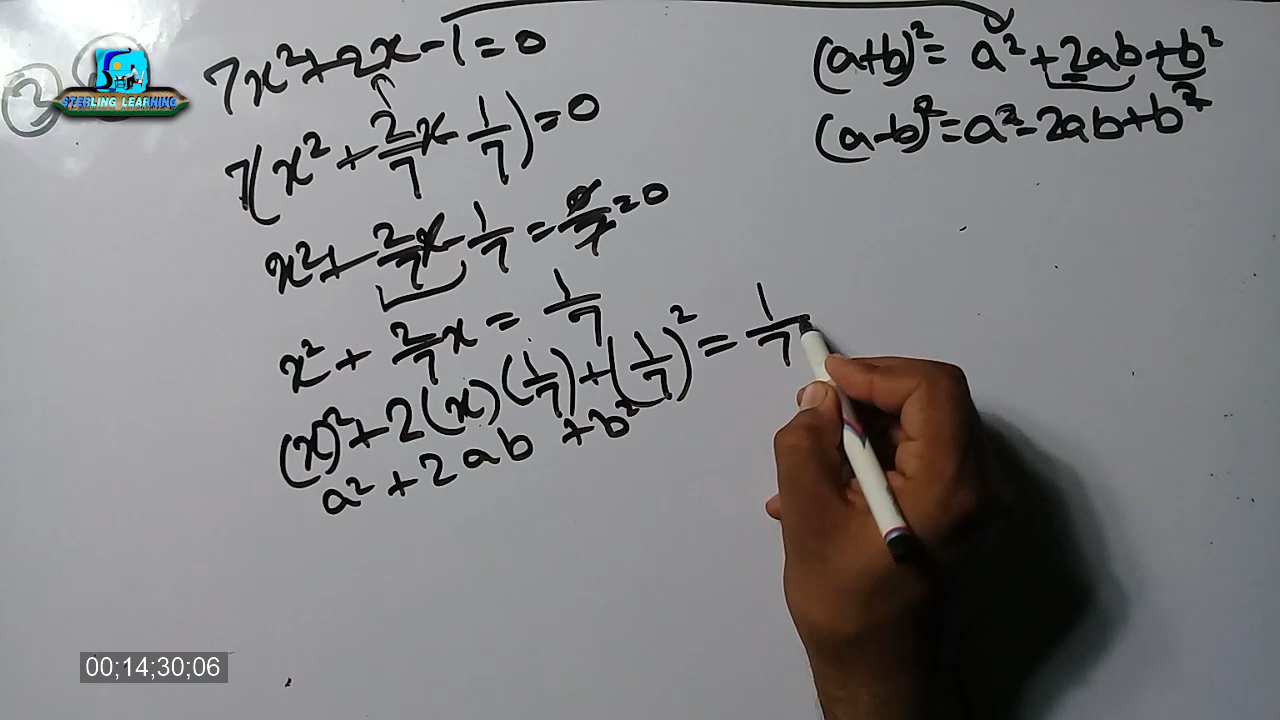 7x²+2x-1=0
(a+b)²= a²+2ab+b²
3
STERLING LEARNING
7(x²+2/7x-1/7)=0
(a-b)²=a²-2ab+b²
x²+2/7x-1/7=0/7=0
x²+2/7x=1/7
(x)²+2(x)(1/7)+(1/7)²=1/7
a²+2ab+b²
00;14;30;06